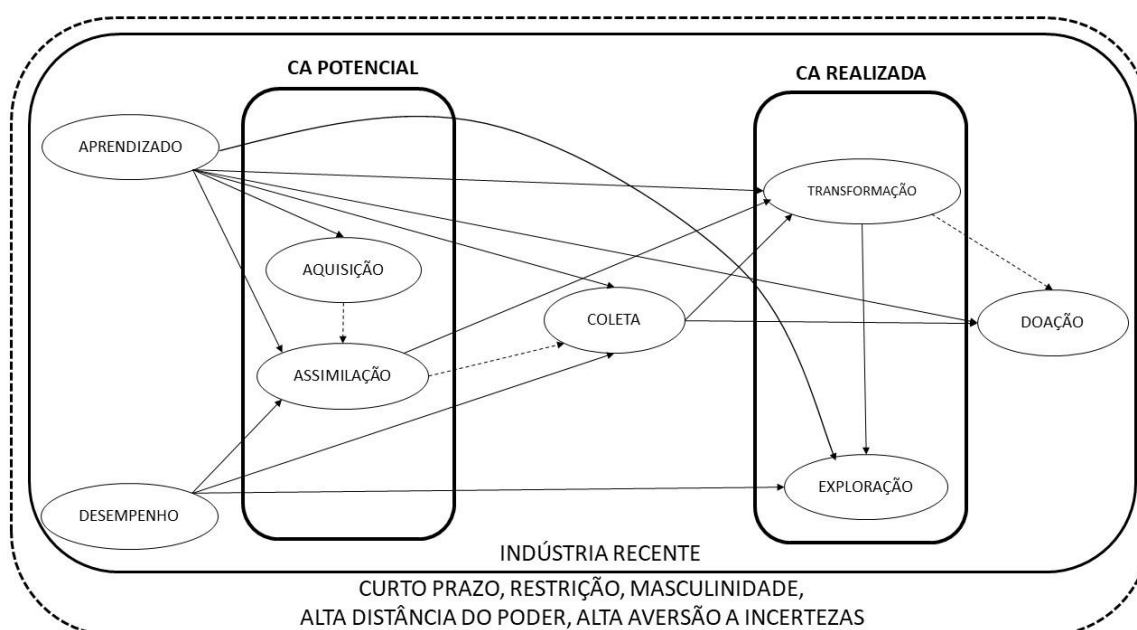 CA POTENCIAL
CA REALIZADA
APRENDIZADO
TRANSFORMAÇÃO
AQUISIÇÃO
COLETA
DOAÇÃO
ASSIMILAÇÃO
EXPLORAÇÃO
DESEMPENHO
INDÚSTRIA RECENTE
CURTO PRAZO, RESTRIÇÃO, MASCULINIDADE,
ALTA DISTÂNCIA DO PODER, ALTA AVERSÃO A INCERTEZAS